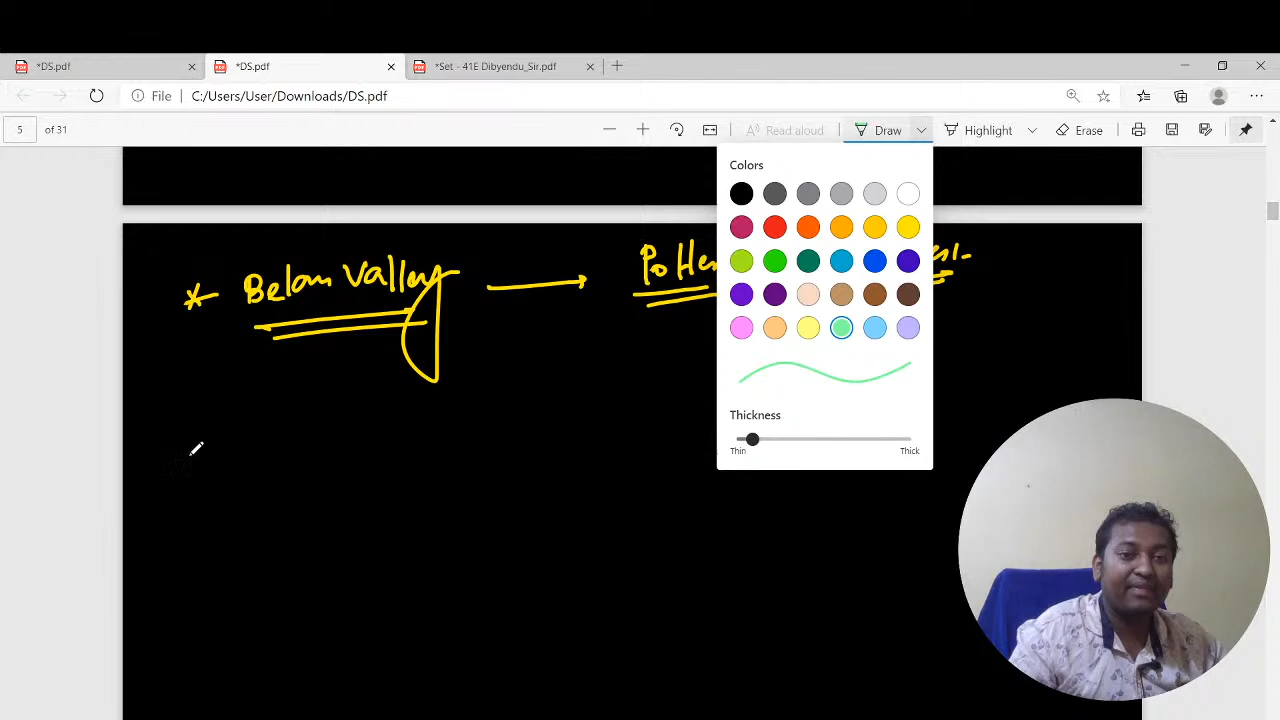 *DS.pdf
*DS.pdf
*Set - 41E Dibyendu_Sir.pdf
File C:/Users/User/Downloads/DS.pdf
5 of 31
Read aloud
Draw
Highlight
Erase
Colors
* Belan Valley →
Thickness
Thin Thick